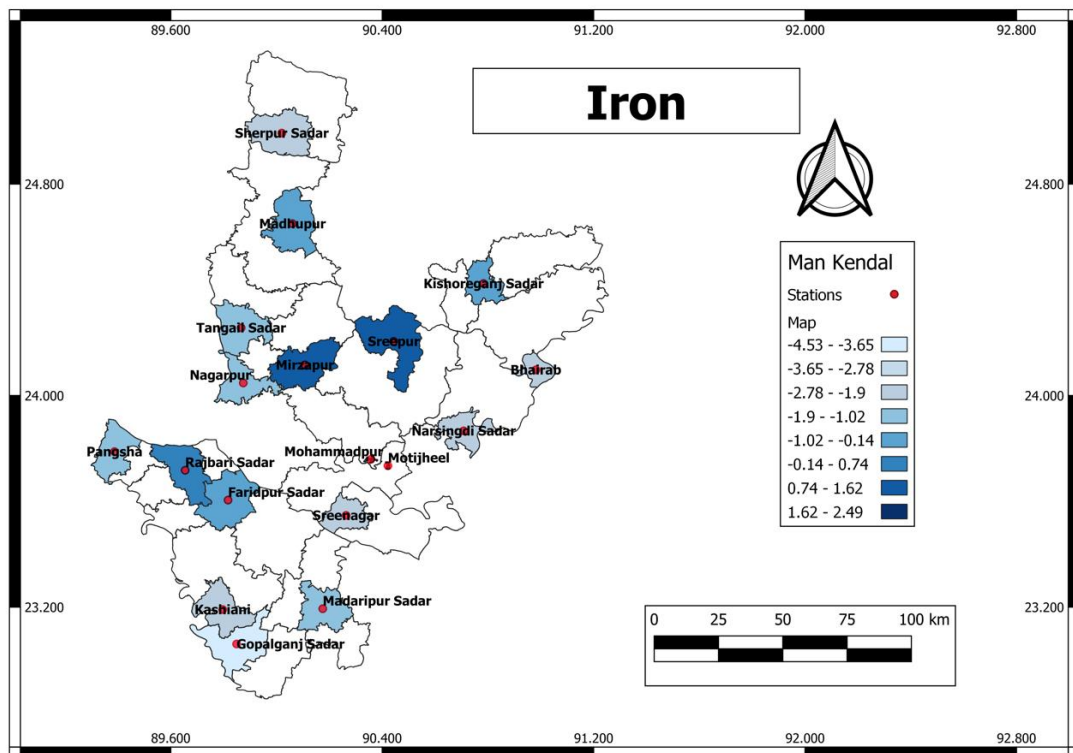 89.600 90.400 91.200 92.000 92.800
Iron
Sherpur Sadar
24.800 24.800
Madhupur
Kishoreganj Sadar
Man Kendal
Stations
Map
-4.53 - -3.65
-3.65 - -2.78
-2.78 - -1.9
-1.9 - -1.02
-1.02 - -0.14
-0.14 - 0.74
0.74 - 1.62
1.62 - 2.49
Tangail Sadar
Sreepur
Mirzapur
Nagarpur
Bhairab
24.000 24.000
Narsingdi Sadar
Pangsha
Mohammadpur
Motijheel
Rajbari Sadar
Faridpur Sadar
Sreenagar
Kashiani
Madaripur Sadar
23.200 23.200
Gopalganj Sadar
0 25 50 75 100 km
89.600 90.400 91.200 92.000 92.800